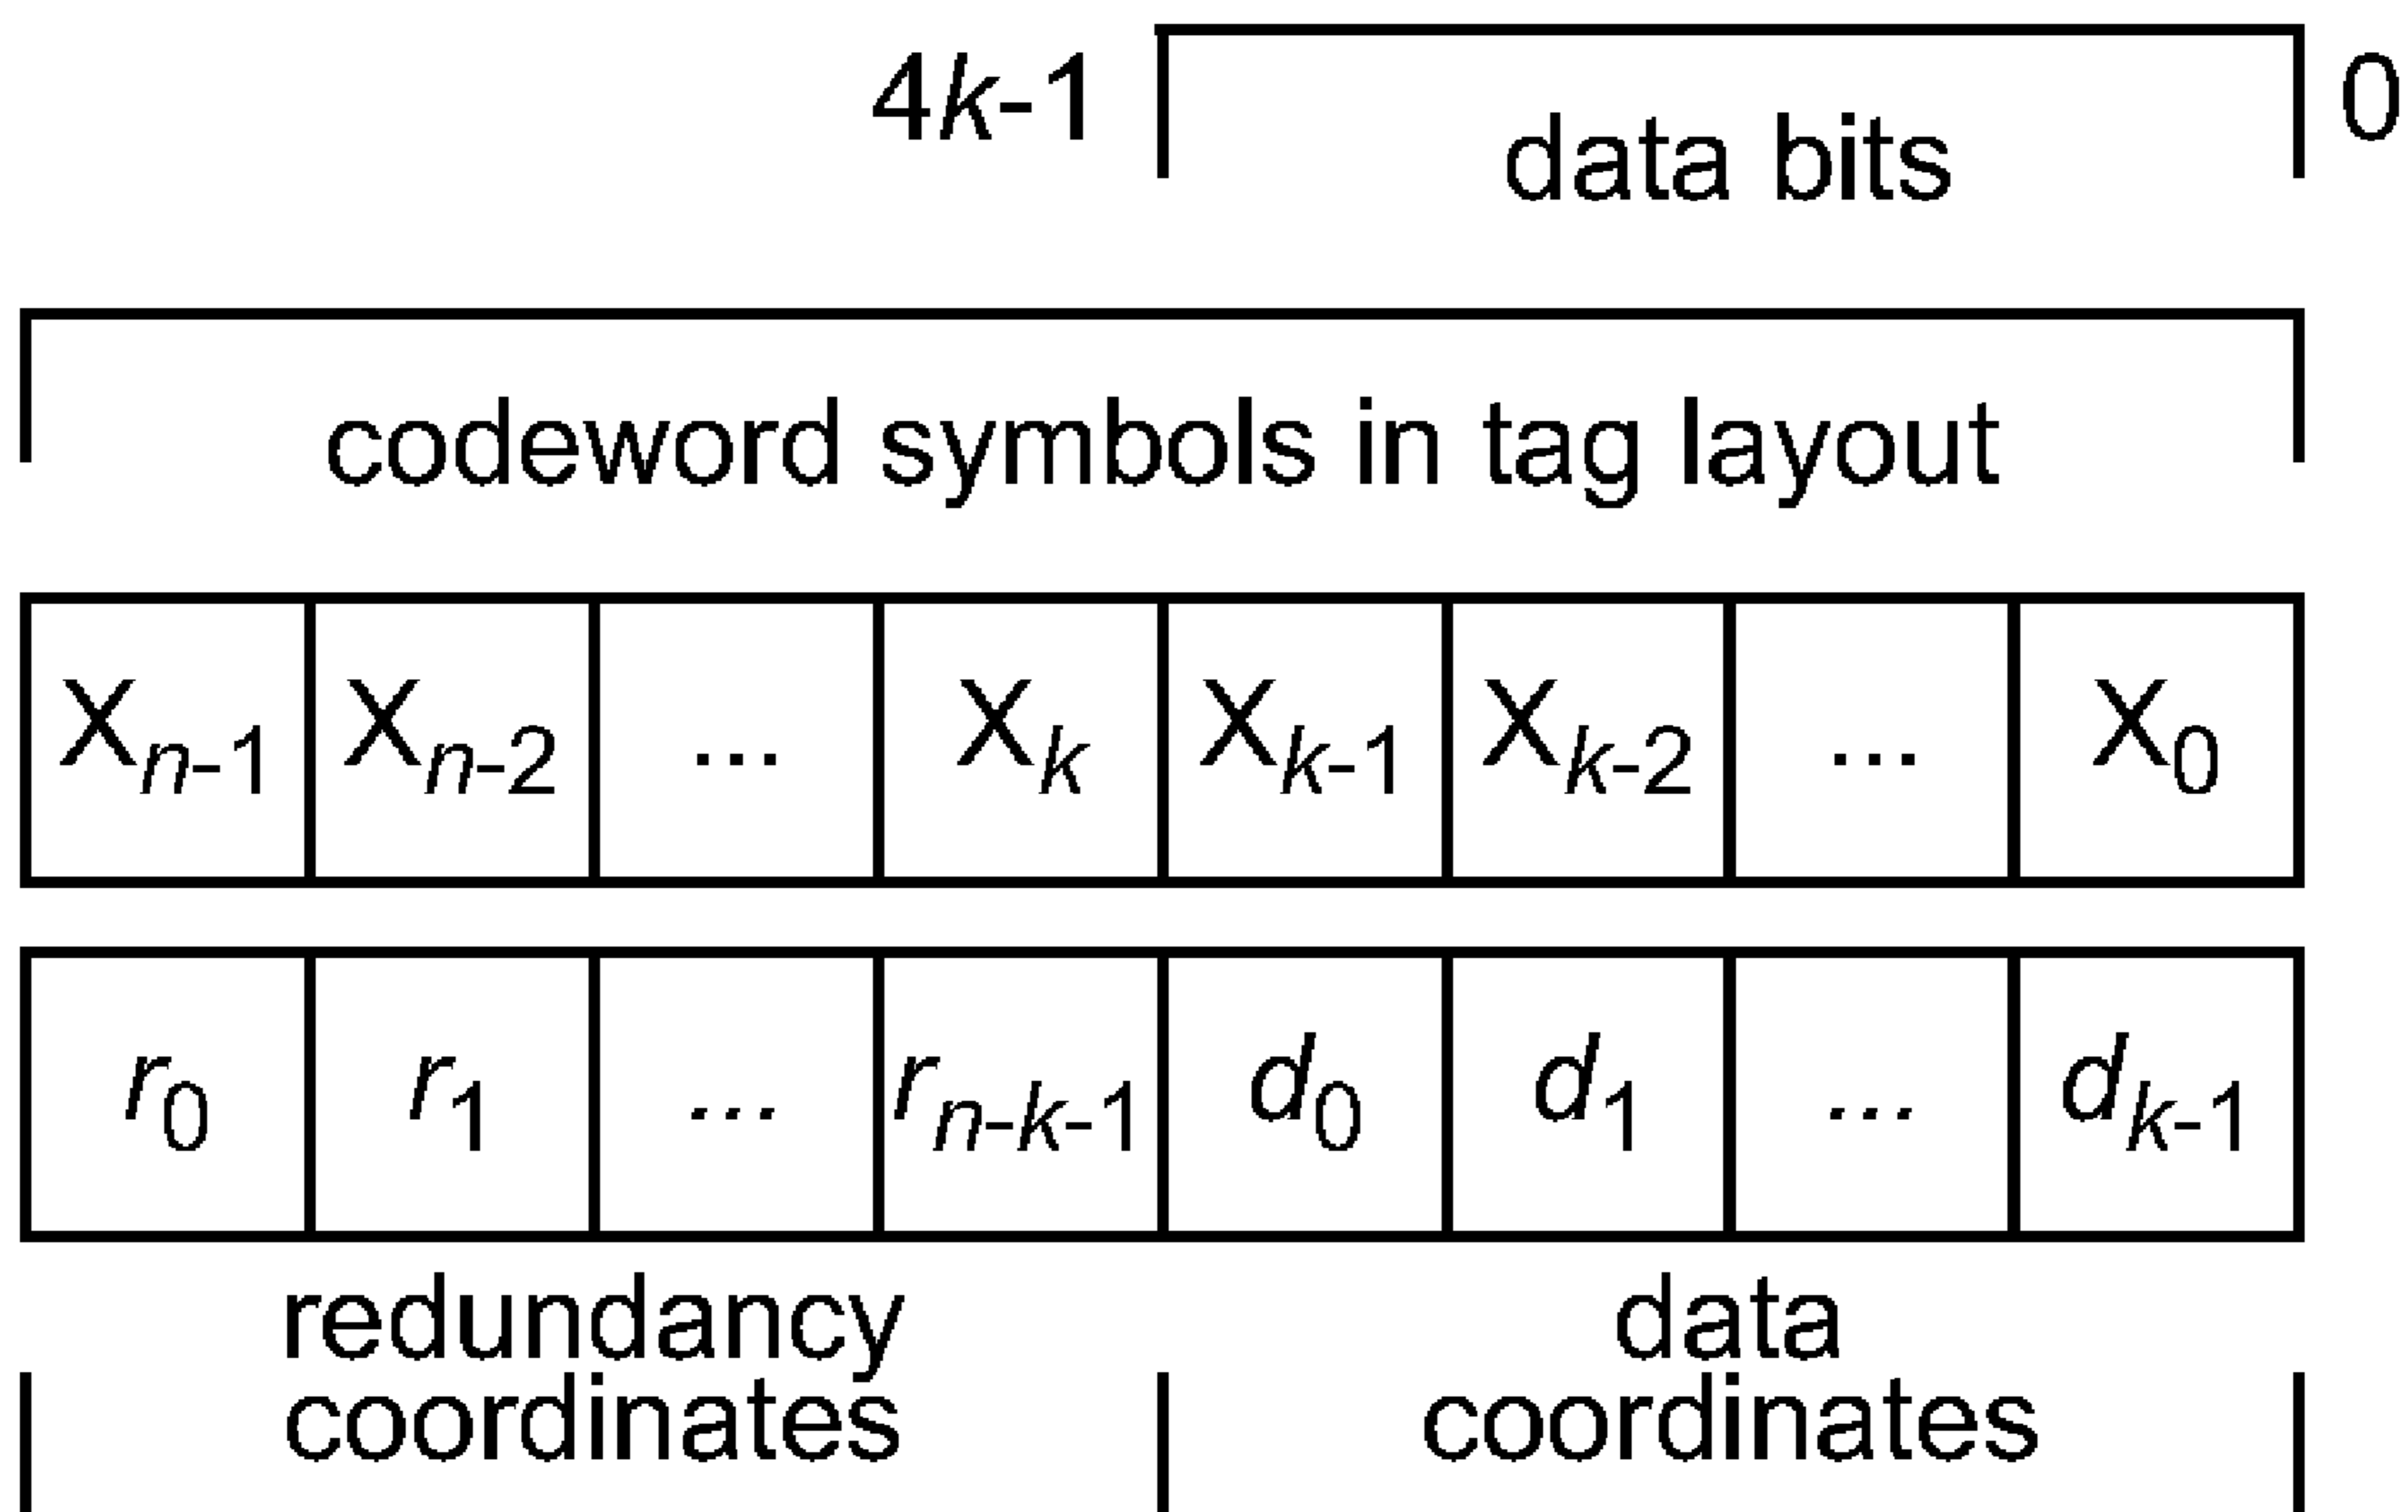 4k-1 data bits 0
codeword symbols in tag layout
Xn-1 Xn-2 ... Xk Xk-1 Xk-2 ... X0
r0 r1 ... rn-k-1 d0 d1 ... dk-1
redundancy data
coordinates coordinates